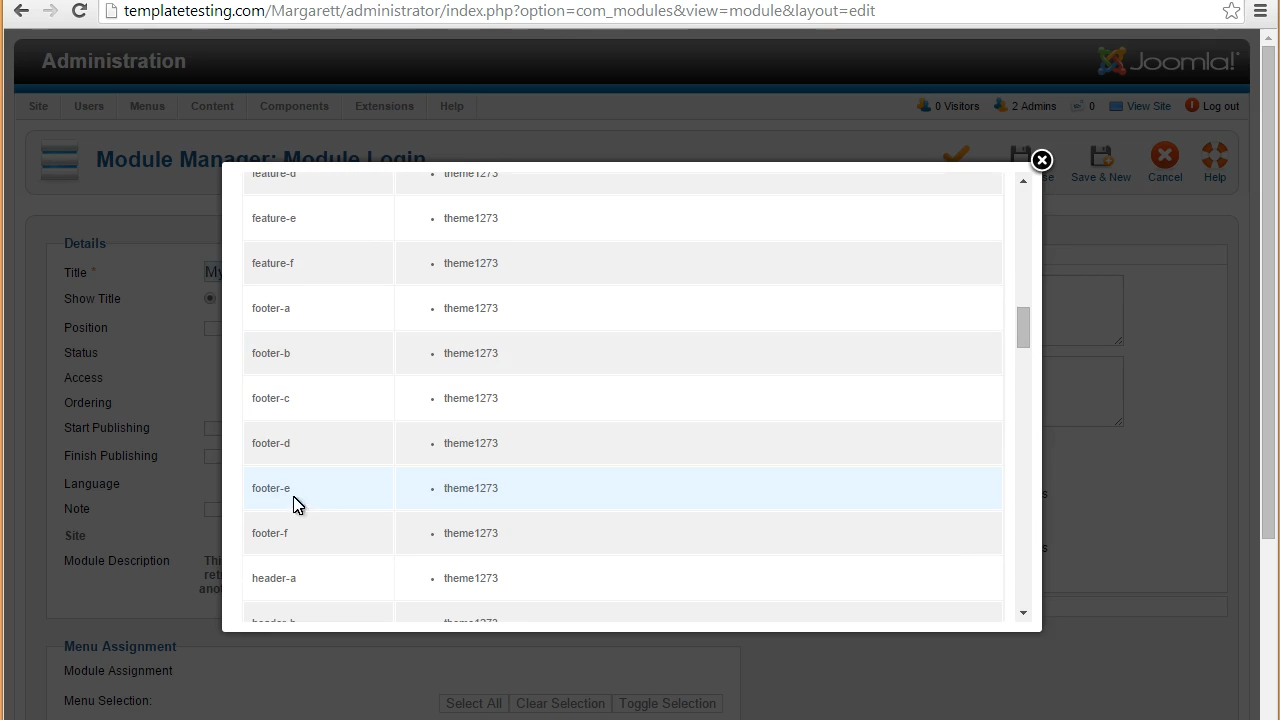 templatetesting.com/Margarett/administrator/index.php?option=com_modules&view=module&layout=edit
Administration
Joomla!
Site Users Menus Content Components Extensions Help
0 Visitors 2 Admins 0 View Site Log out
Module Manager: Module Login
Save & New Cancel Help
Details
Title *
My
Show Title
Position
Status
Access
Ordering
Start Publishing
Finish Publishing
Language
Note
Site
Module Description
feature-d • theme1273
feature-e • theme1273
feature-f • theme1273
footer-a • theme1273
footer-b • theme1273
footer-c • theme1273
footer-d • theme1273
footer-e • theme1273
footer-f • theme1273
header-a • theme1273
header-b • theme1273
Menu Assignment
Module Assignment
Menu Selection:
Select All Clear Selection Toggle Selection